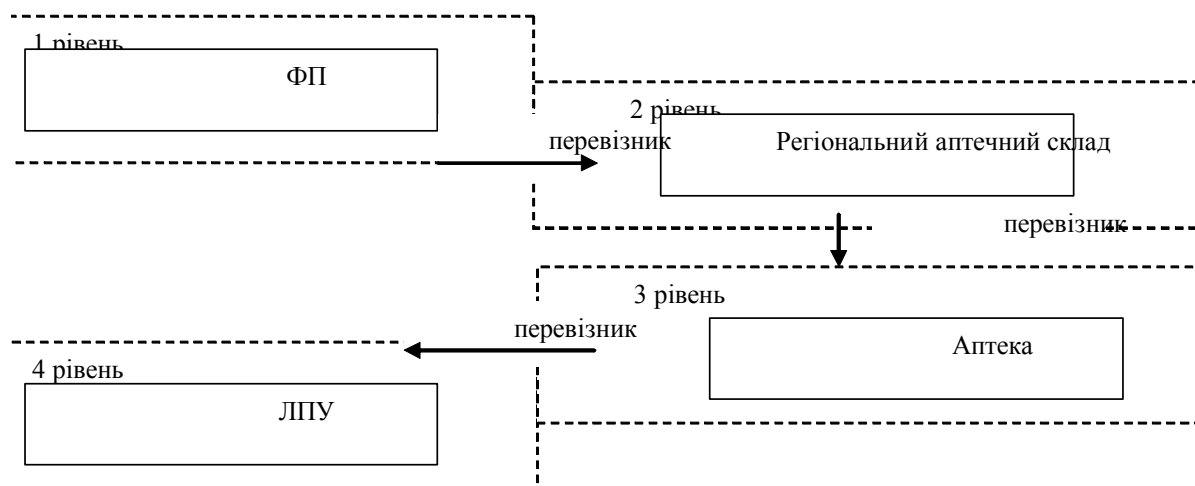 1 рівень
ФП
2 рівень
перевізник
Регіональний аптечний склад
перевізник
3 рівень
перевізник
Аптека
4 рівень
ЛПУ